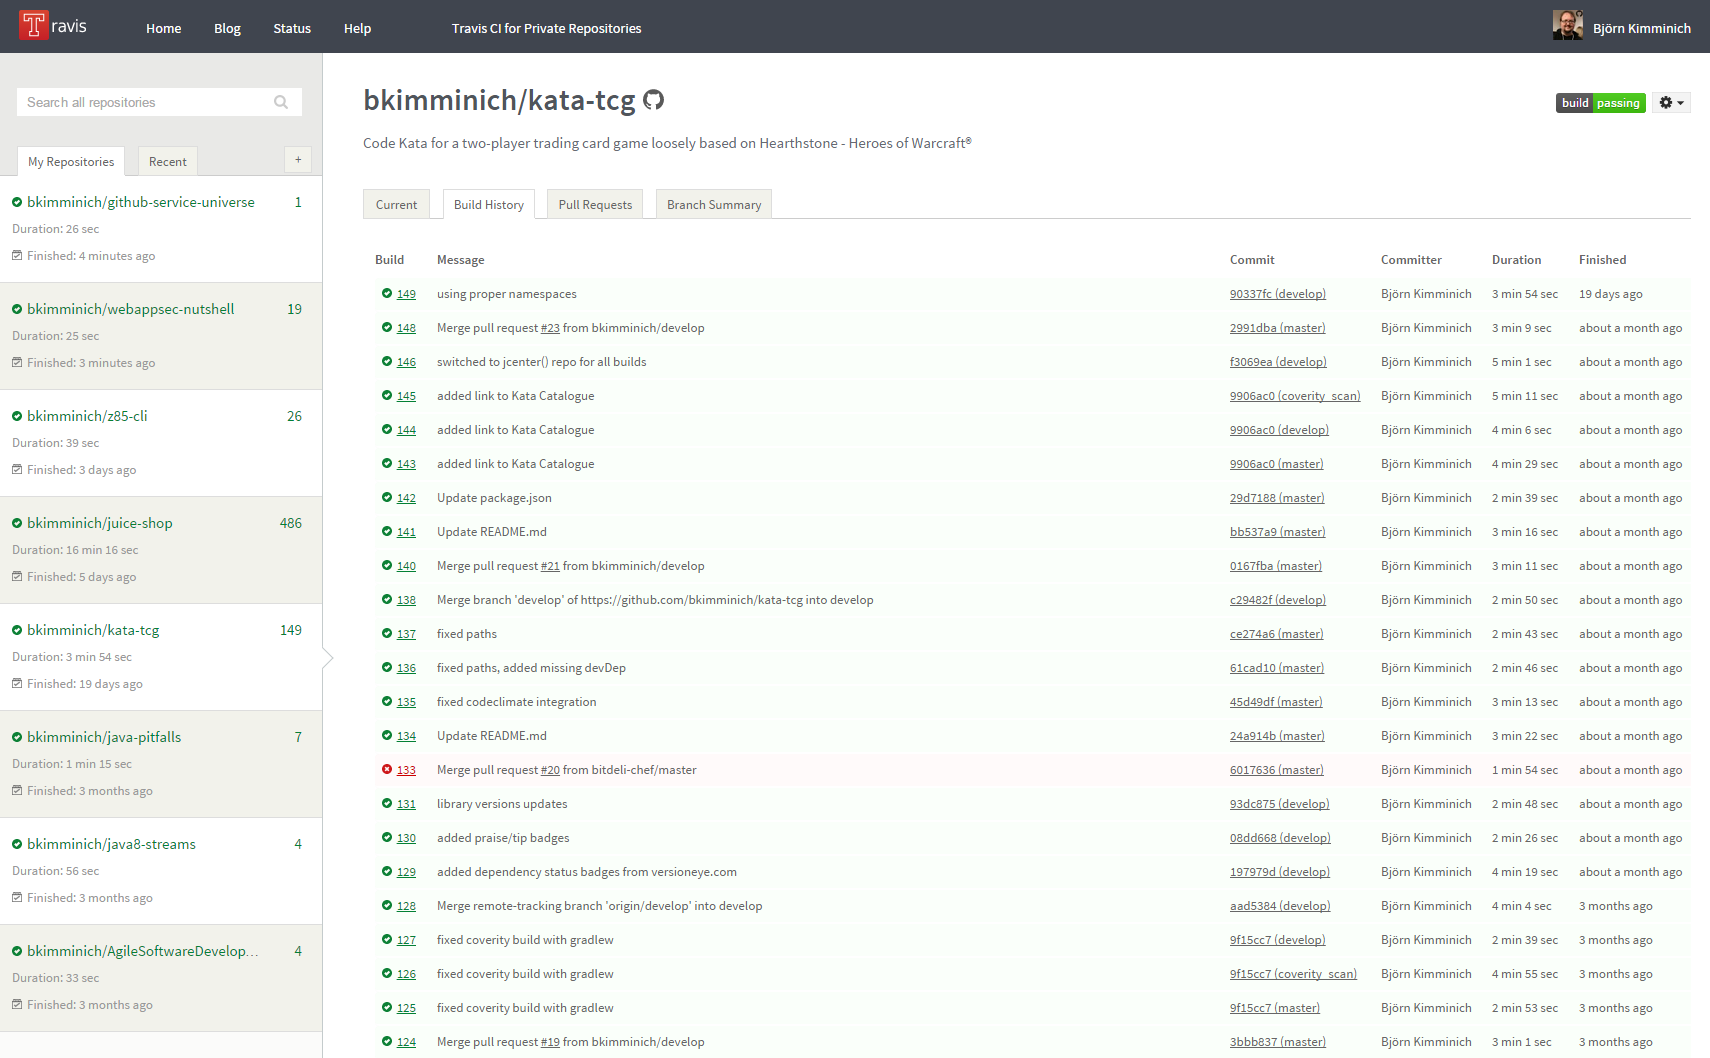 Travis
Home Blog Status Help Travis CI for Private Repositories Björn Kimminich
Search all repositories
My Repositories Recent +
bkimminich/github-service-universe 1
Duration: 26 sec
Finished: 4 minutes ago
bkimminich/webappsec-nutshell 19
Duration: 25 sec
Finished: 3 minutes ago
bkimminich/z85-cli 26
Duration: 39 sec
Finished: 3 days ago
bkimminich/juice-shop 486
Duration: 16 min 16 sec
Finished: 5 days ago
bkimminich/kata-tcg 149
Duration: 3 min 54 sec
Finished: 19 days ago
bkimminich/java-pitfalls 7
Duration: 1 min 15 sec
Finished: 3 months ago
bkimminich/java8-streams 4
Duration: 56 sec
Finished: 3 months ago
bkimminich/AgileSoftwareDevelop... 4
Duration: 33 sec
Finished: 3 months ago
bkimminich/kata-tcg
build passing
Code Kata for a two-player trading card game loosely based on Hearthstone - Heroes of Warcraft®
Current Build History Pull Requests Branch Summary
Build Message Commit Committer Duration Finished
149 using proper namespaces 90337fc (develop) Björn Kimminich 3 min 54 sec 19 days ago
148 Merge pull request #23 from bkimminich/develop 2991dba (master) Björn Kimminich 3 min 9 sec about a month ago
146 switched to jcenter() repo for all builds f3069ea (develop) Björn Kimminich 5 min 1 sec about a month ago
145 added link to Kata Catalogue 9906ac0 (coverity_scan) Björn Kimminich 5 min 11 sec about a month ago
144 added link to Kata Catalogue 9906ac0 (develop) Björn Kimminich 4 min 6 sec about a month ago
143 added link to Kata Catalogue 9906ac0 (master) Björn Kimminich 4 min 29 sec about a month ago
142 Update package.json 29d7188 (master) Björn Kimminich 2 min 39 sec about a month ago
141 Update README.md bb537a9 (master) Björn Kimminich 3 min 16 sec about a month ago
140 Merge pull request #21 from bkimminich/develop 0167fba (master) Björn Kimminich 3 min 11 sec about a month ago
138 Merge branch 'develop' of https://github.com/bkimminich/kata-tcg into develop c29482f (develop) Björn Kimminich 2 min 50 sec about a month ago
137 fixed paths ce274a6 (master) Björn Kimminich 2 min 43 sec about a month ago
136 fixed paths, added missing devDep 61cad10 (master) Björn Kimminich 2 min 46 sec about a month ago
135 fixed codeclimate integration 45d49df (master) Björn Kimminich 3 min 13 sec about a month ago
134 Update README.md 24a914b (master) Björn Kimminich 3 min 22 sec about a month ago
133 Merge pull request #20 from bitdeli-chef/master 6017636 (master) Björn Kimminich 1 min 54 sec about a month ago
131 library versions updates 93dc875 (develop) Björn Kimminich 2 min 48 sec about a month ago
130 added praise/tip badges 08dd668 (develop) Björn Kimminich 2 min 26 sec about a month ago
129 added dependency status badges from versioneye.com 197979d (develop) Björn Kimminich 4 min 19 sec about a month ago
128 Merge remote-tracking branch 'origin/develop' into develop aad5384 (develop) Björn Kimminich 4 min 4 sec 3 months ago
127 fixed coverity build with gradlew 9f15cc7 (develop) Björn Kimminich 2 min 39 sec 3 months ago
126 fixed coverity build with gradlew 9f15cc7 (coverity_scan) Björn Kimminich 4 min 55 sec 3 months ago
125 fixed coverity build with gradlew 9f15cc7 (master) Björn Kimminich 2 min 53 sec 3 months ago
124 Merge pull request #19 from bkimminich/develop 3bbb837 (master) Björn Kimminich 3 min 1 sec 3 months ago